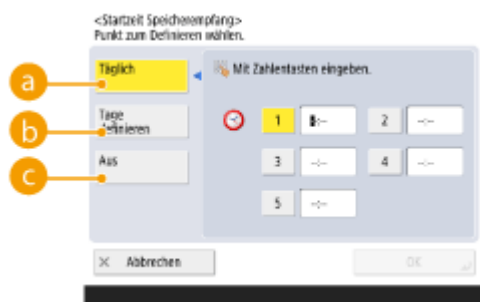 <Startzeit Speicherempfang>
Punkt zum Definieren wählen.
a
Täglich
Mit Zahlentasten eingeben.
b
Tage
definieren
1
-:--
2
--:--
c
Aus
3
--:--
4
--:--
5
--:--
× Abbrechen
OK